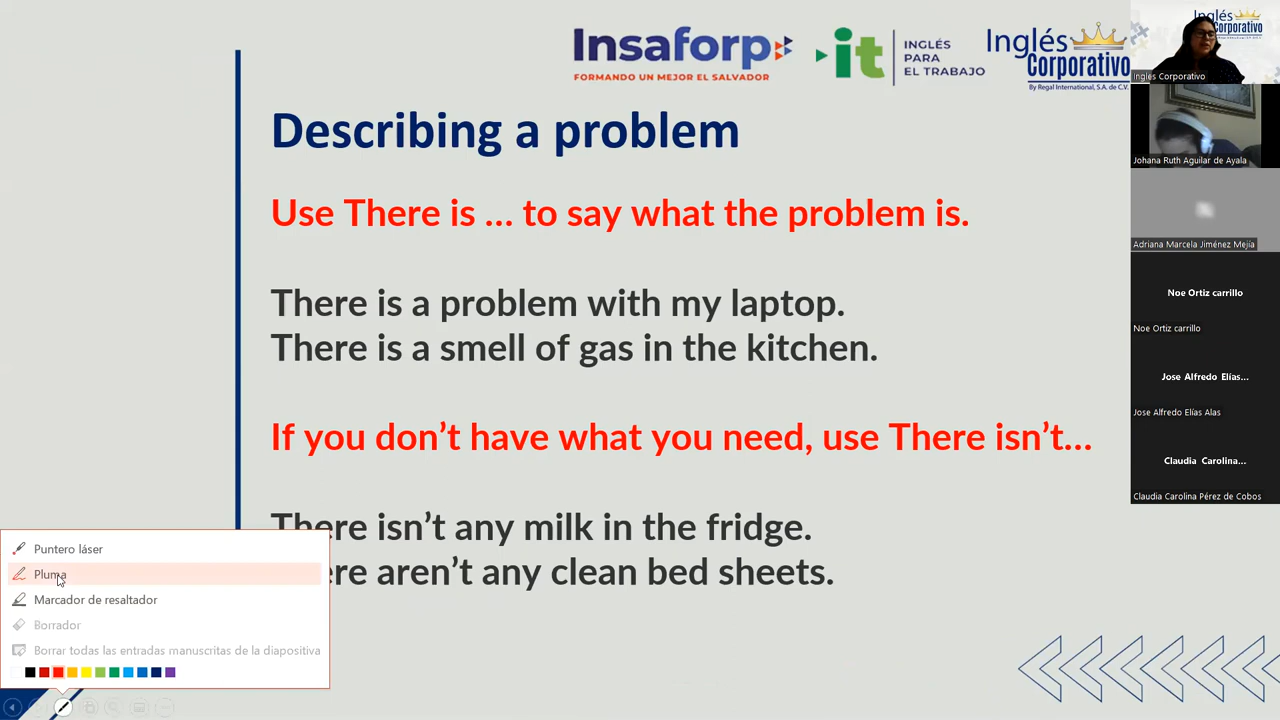 Insaforp
FORMANDO UN MEJOR EL SALVADOR
it
INGLÉS
PARA
EL TRABAJO
Inglés
Corporativo
By Regal International, S.A. de C.V.
Describing a problem
Use There is ... to say what the problem is.
There is a problem with my laptop.
There is a smell of gas in the kitchen.
If you don’t have what you need, use There isn’t...
There isn’t any milk in the fridge.
ere aren’t any clean bed sheets.
Puntero láser
Pluma
Marcador de resaltador
Borrador
Borrar todas las entradas manuscritas de la diapositiva
Inglés
Corporativo
Ingles Corporativo
Johana Ruth Aguilar de Ayala
Adriana Marcela Jiménez Mejía
Noe Ortiz carrillo
Noe Ortiz carrillo
Jose Alfredo Elías...
Jose Alfredo Elías Alas
Claudia Carolina...
Claudia Carolina Pérez de Cobos